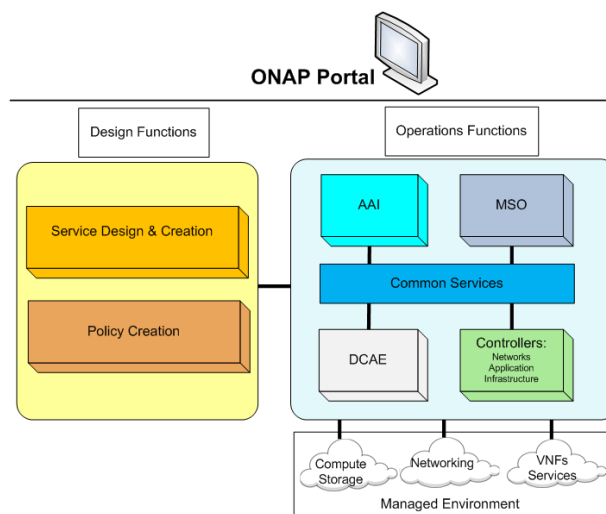 ONAP Portal
Design Functions
Operations Functions
Service Design & Creation
Policy Creation
AAI
MSO
Common Services
DCAE
Controllers:
Networks
Application
Infrastructure
Compute
Storage
Networking
VNFs
Services
Managed Environment